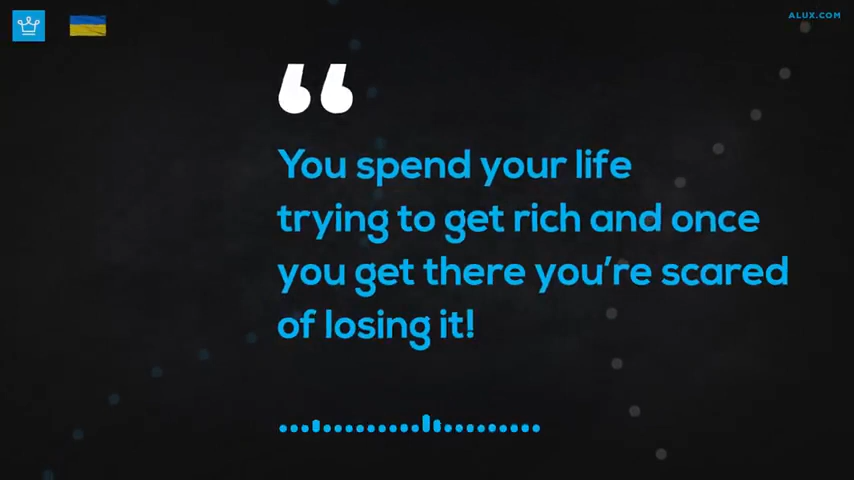 ALUX.COM
“
You spend your life
trying to get rich and once
you get there you’re scared
of losing it!